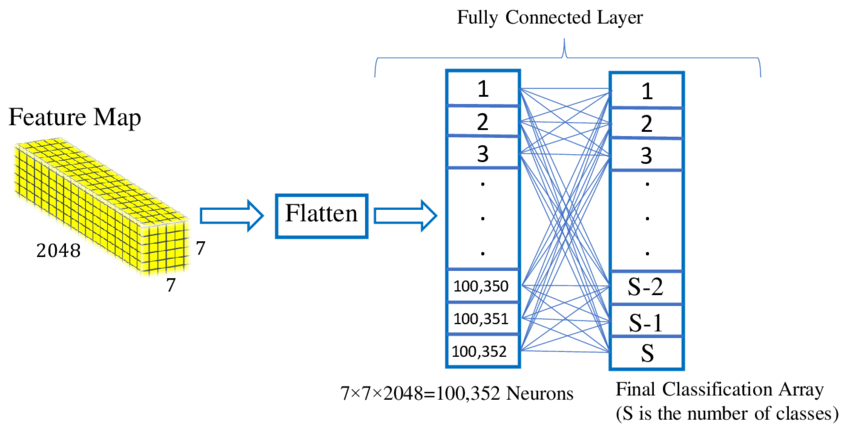 Fully Connected Layer
Feature Map
2048
7
7
Flatten
1
2
3
.
.
.
100,350
100,351
100,352
1
2
3
.
.
.
S-2
S-1
S
7×7×2048=100,352 Neurons
Final Classification Array
(S is the number of classes)